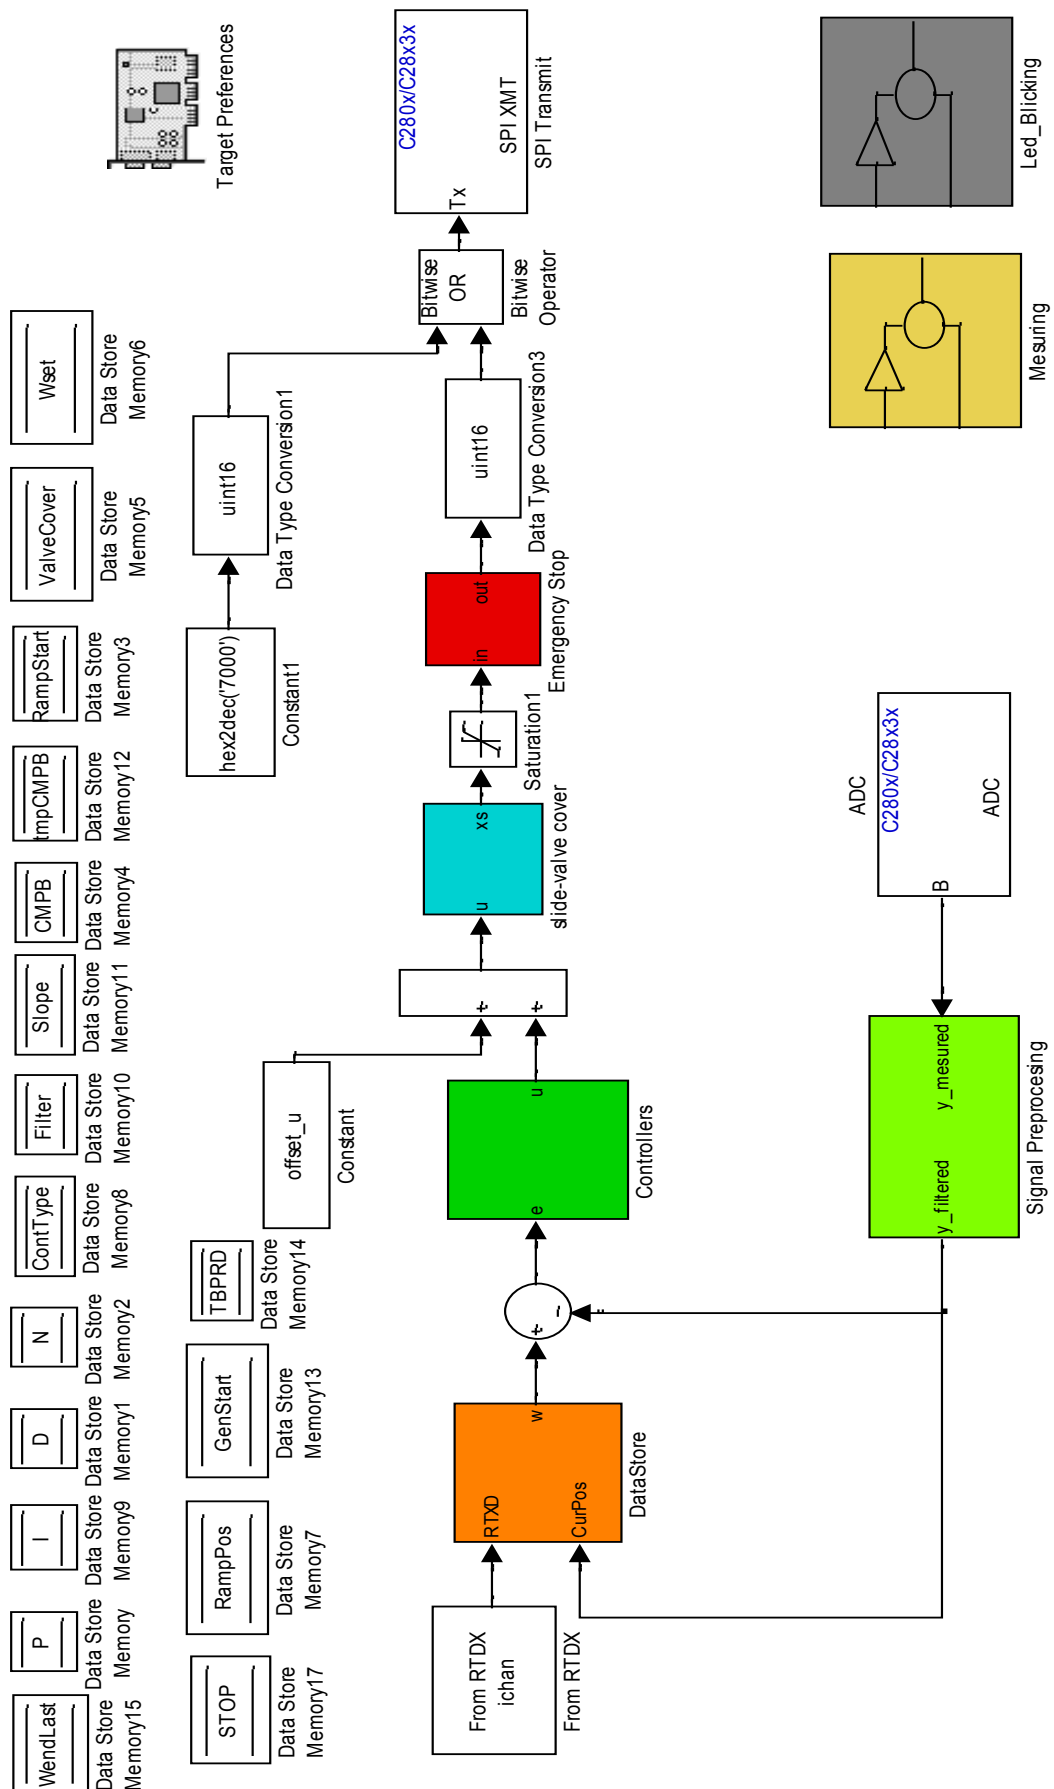 WendLast
Data Store
Memory15
P
Data Store
Memory
I
Data Store
Memory9
D
Data Store
Memory1
N
Data Store
Memory2
ContType
Data Store
Memory8
Filter
Data Store
Memory10
Slope
Data Store
Memory11
CMPB
Data Store
Memory4
tmpCMPB
Data Store
Memory12
RampStart
Data Store
Memory3
ValveCover
Data Store
Memory5
Wset
Data Store
Memory6
Target Preferences
STOP
Data Store
Memory17
RampPos
Data Store
Memory7
GenStart
Data Store
Memory13
TBPRD
Data Store
Memory14
offset_u
Constant
hex2dec('7000')
Constant1
uint16
Data Type Conversion1
From RTDX
ichan
From RTDX
RTXD
CurPos
w
DataStore
+
-
e
u
Controllers
+
+
u
xs
slide-valve cover
Saturation1
in
out
Emergency Stop
uint16
Data Type Conversion3
Bitwise
OR
Bitwise
Operator
C280x/C28x3x
Tx
SPI XMT
SPI Transmit
y_filtered
y_mesured
Signal Preprocesing
ADC
C280x/C28x3x
B
ADC
Mesuring
Led_Blicking